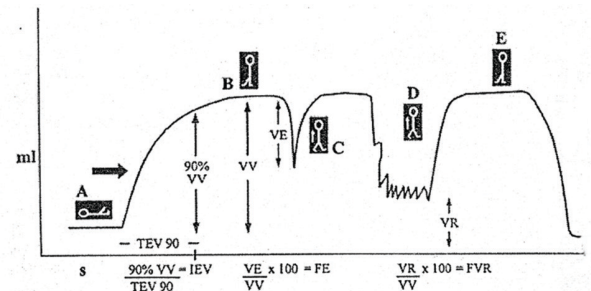 E
B
D
A
C
ml
VE
90%
VV
VV
VR
TEV 90
s
90% VV = IEV
TEV 90
VE x 100 = FE
VV
VR x 100 = FVR
VV